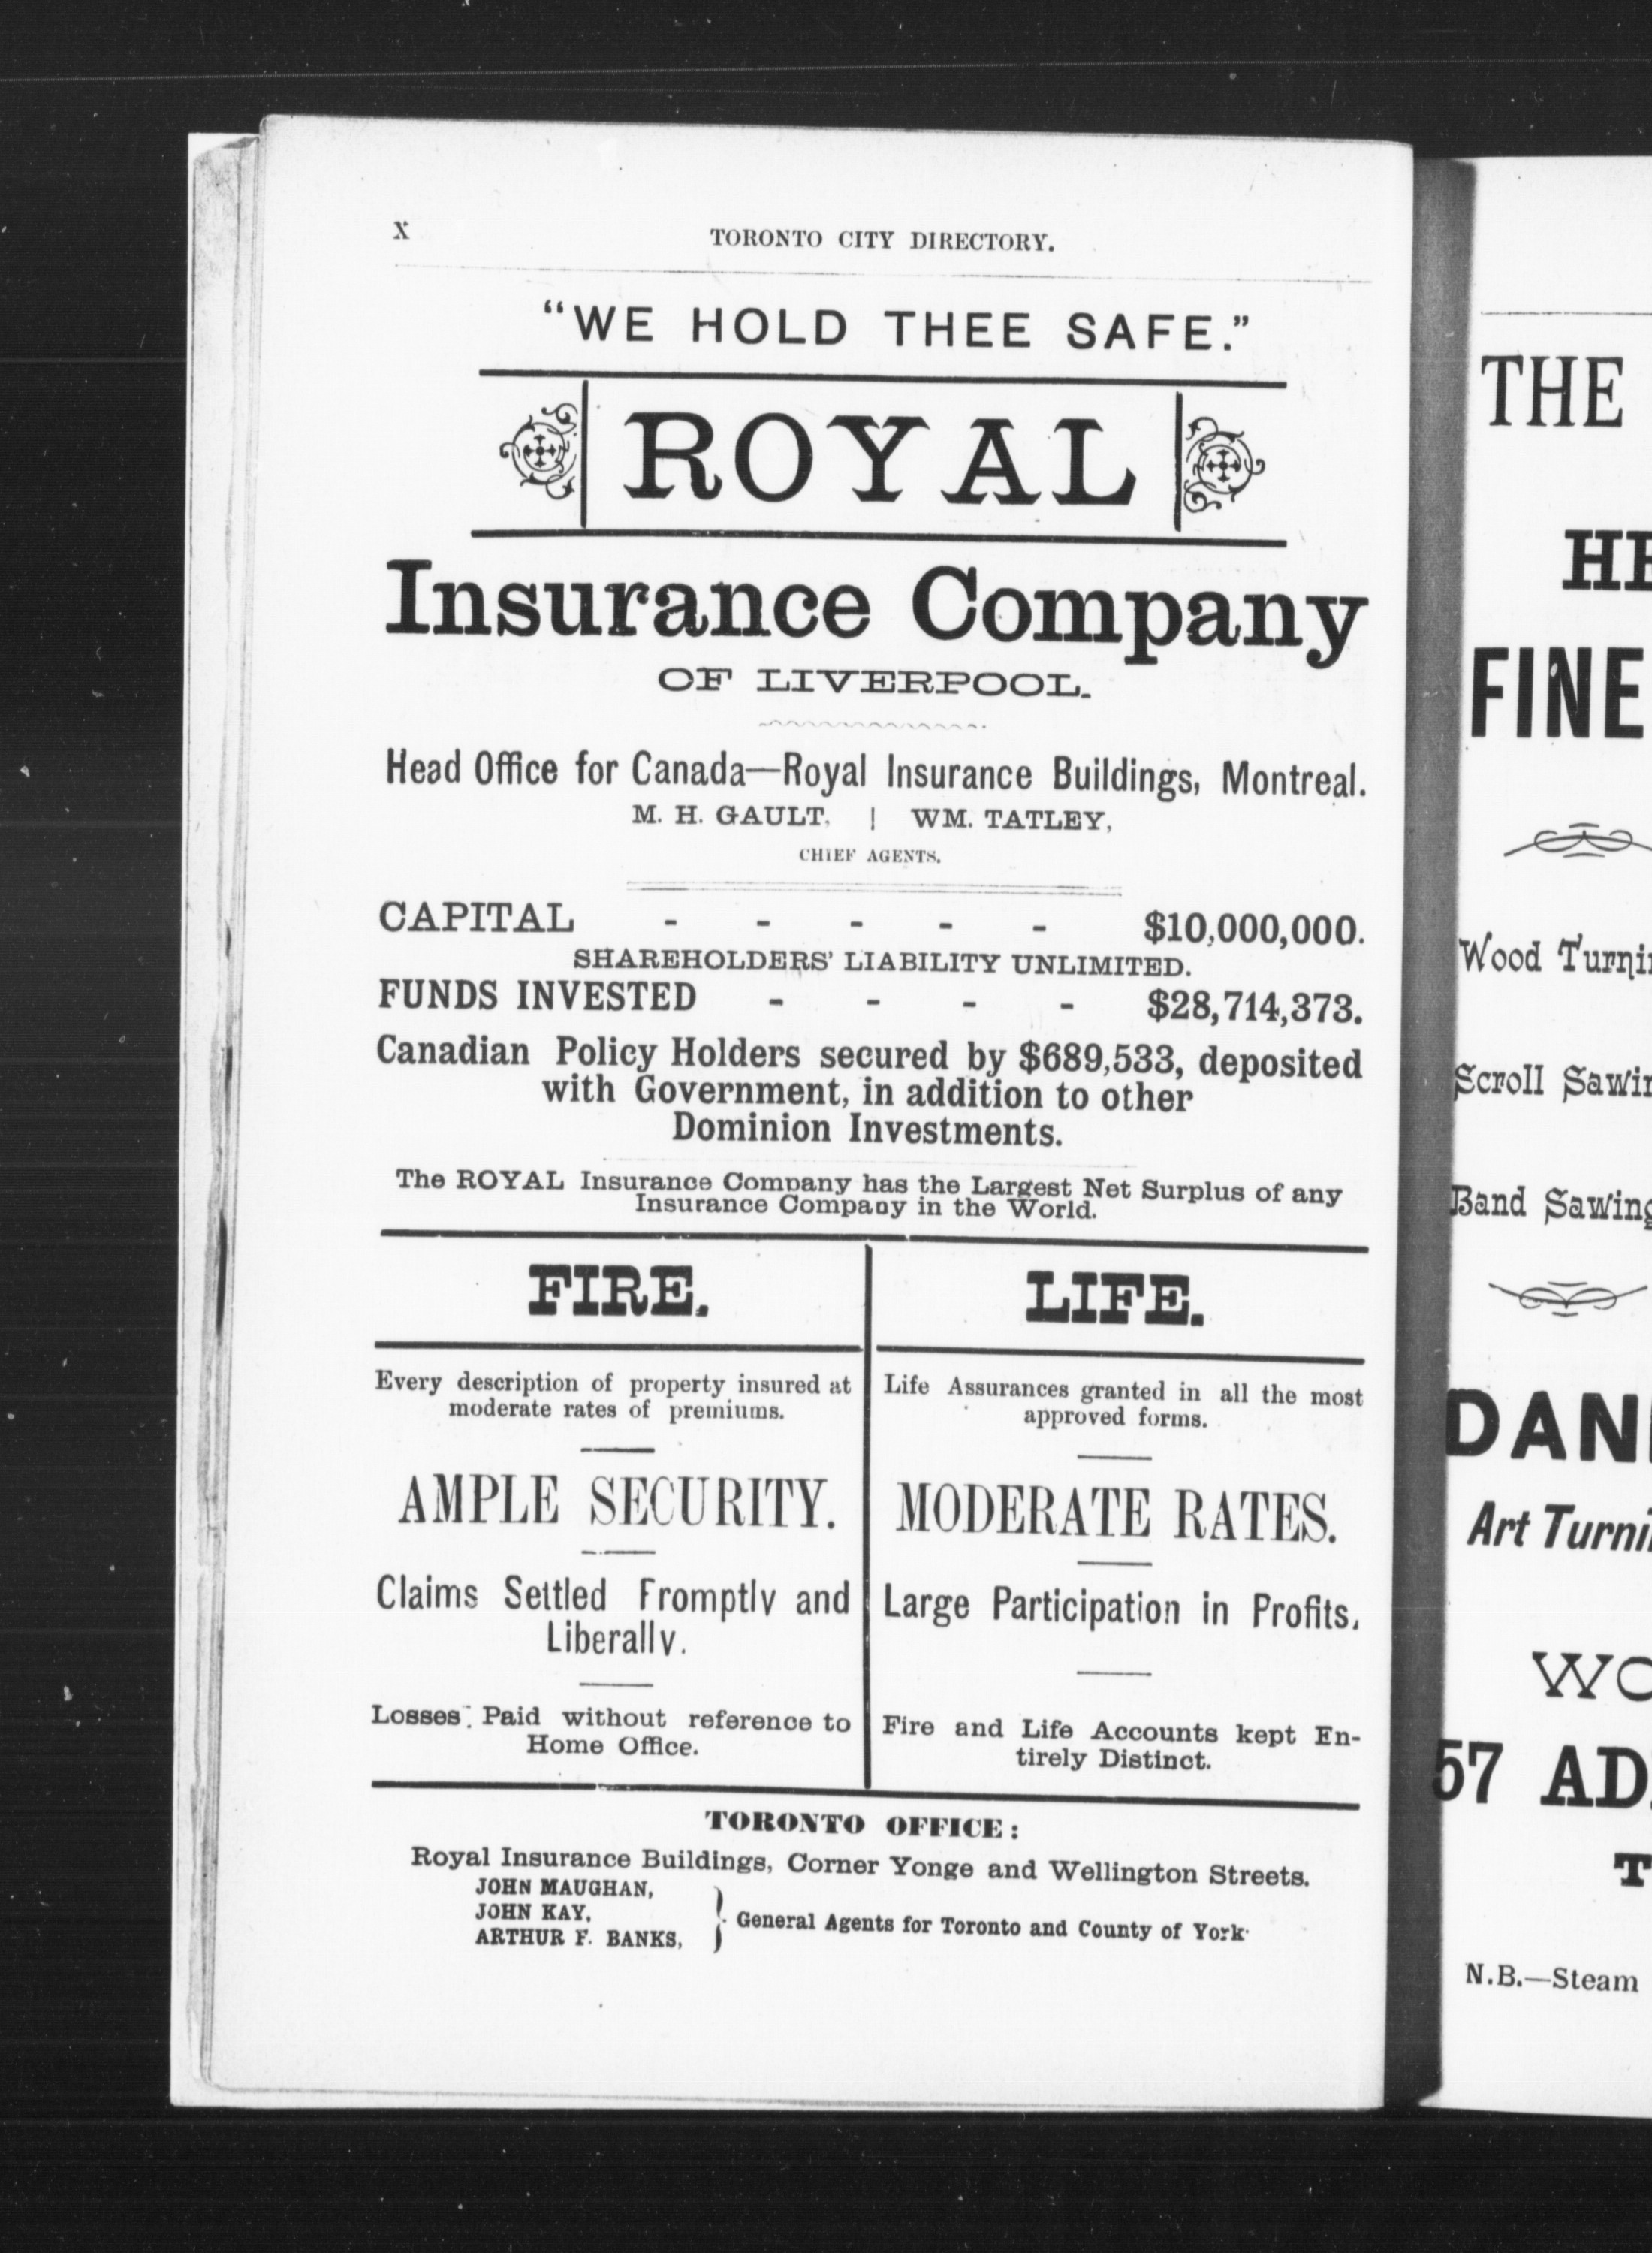 X
TORONTO CITY DIRECTORY.
"WE HOLD THEE SAFE."
ROYAL
Insurance Company
OF LIVERPOOL.
Head Office for Canada—Royal Insurance Buildings, Montreal.
M. H. GAULT, | WM. TATLEY,
CHIEF AGENTS.
CAPITAL - - - - - $10,000,000.
SHAREHOLDERS' LIABILITY UNLIMITED.
FUNDS INVESTED - - - - $28,714,373.
Canadian Policy Holders secured by $689,533, deposited
with Government, in addition to other
Dominion Investments.
The ROYAL Insurance Company has the Largest Net Surplus of any
Insurance Company in the World.
FIRE.
Every description of property insured at
moderate rates of premiums.
AMPLE SECURITY.
Claims Settled Promptly and
Liberally.
Losses Paid without reference to
Home Office.
LIFE.
Life Assurances granted in all the most
approved forms.
MODERATE RATES.
Large Participation in Profits.
Fire and Life Accounts kept En-
tirely Distinct.
TORONTO OFFICE:
Royal Insurance Buildings, Corner Yonge and Wellington Streets.
JOHN MAUGHAN,
JOHN KAY,
ARTHUR F. BANKS,
General Agents for Toronto and County of York.
THE
HE
FINE
Wood Turni
Scroll Sawi
Band Sawing
DAN
Art Turni
WO
57 AD
T
N.B.—Steam